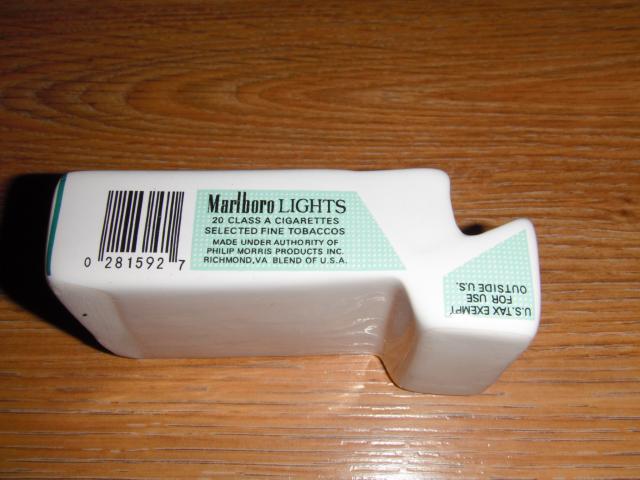 Marlboro LIGHTS
20 CLASS A CIGARETTES
SELECTED FINE TOBACCOS
MADE UNDER AUTHORITY OF
PHILIP MORRIS PRODUCTS INC.
RICHMOND, VA BLEND OF U.S.A.
0 281592 7
U.S. TAX EXEMPT
FOR USE
OUTSIDE U.S.